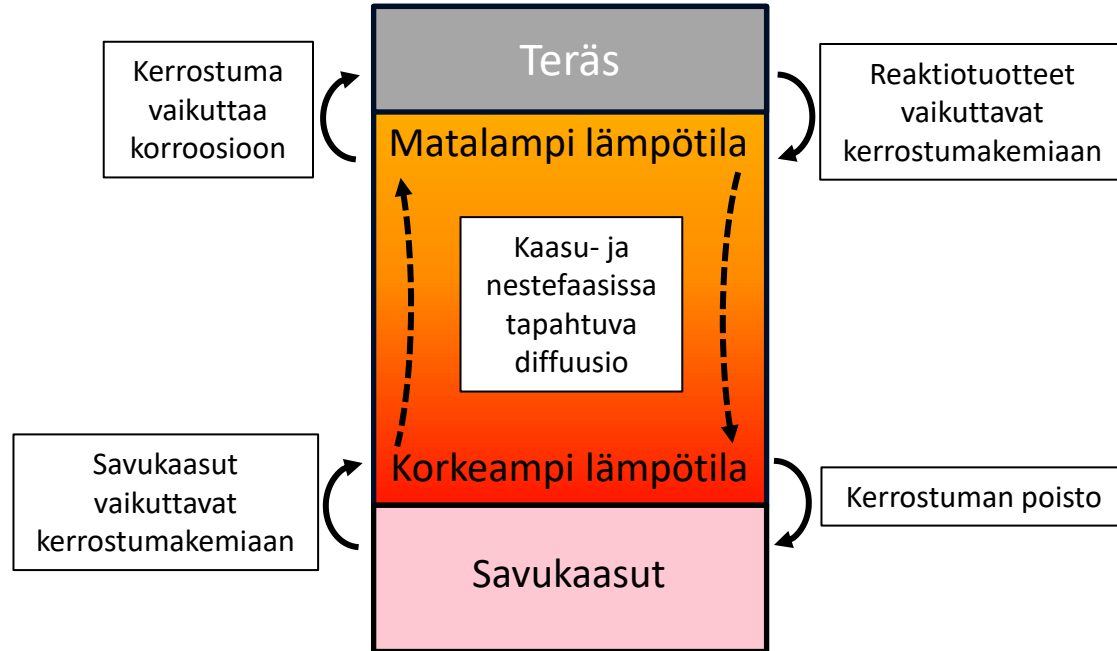 Teräs
Kerrostuma
vaikuttaa
korroosioon
Reaktiotuotteet
vaikuttavat
kerrostumakemiaan
Matalampi lämpötila
Kaasu- ja
nestefaasissa
tapahtuva
diffuusio
Korkeampi lämpötila
Savukaasut
vaikuttavat
kerrostumakemiaan
Kerrostuman poisto
Savukaasut